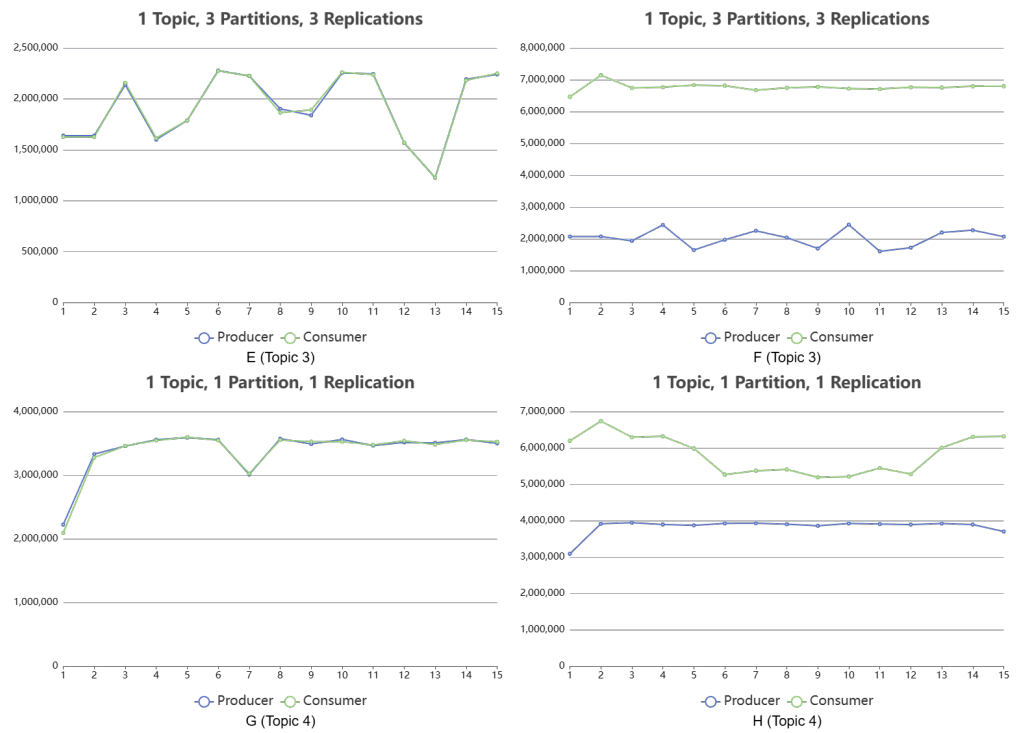 1 Topic, 3 Partitions, 3 Replications
2,500,000
2,000,000
1,500,000
1,000,000
500,000
0
1 2 3 4 5 6 7 8 9 10 11 12 13 14 15
Producer Consumer
E (Topic 3)
1 Topic, 3 Partitions, 3 Replications
8,000,000
7,000,000
6,000,000
5,000,000
4,000,000
3,000,000
2,000,000
1,000,000
0
1 2 3 4 5 6 7 8 9 10 11 12 13 14 15
Producer Consumer
F (Topic 3)
1 Topic, 1 Partition, 1 Replication
4,000,000
3,000,000
2,000,000
1,000,000
0
1 2 3 4 5 6 7 8 9 10 11 12 13 14 15
Producer Consumer
G (Topic 4)
1 Topic, 1 Partition, 1 Replication
7,000,000
6,000,000
5,000,000
4,000,000
3,000,000
2,000,000
1,000,000
0
1 2 3 4 5 6 7 8 9 10 11 12 13 14 15
Producer Consumer
H (Topic 4)